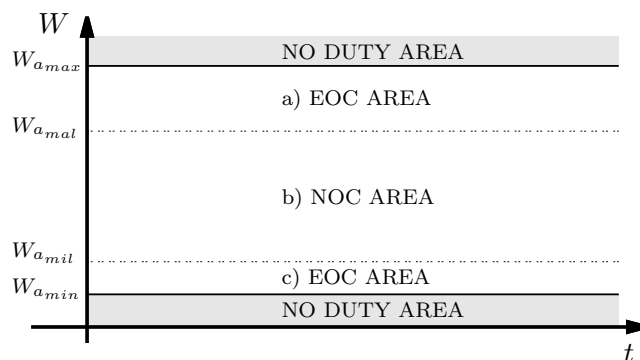 W
NO DUTY AREA
W_{a_{max}}
a) EOC AREA
W_{a_{mal}}
b) NOC AREA
W_{a_{mil}}
c) EOC AREA
W_{a_{min}}
NO DUTY AREA
t